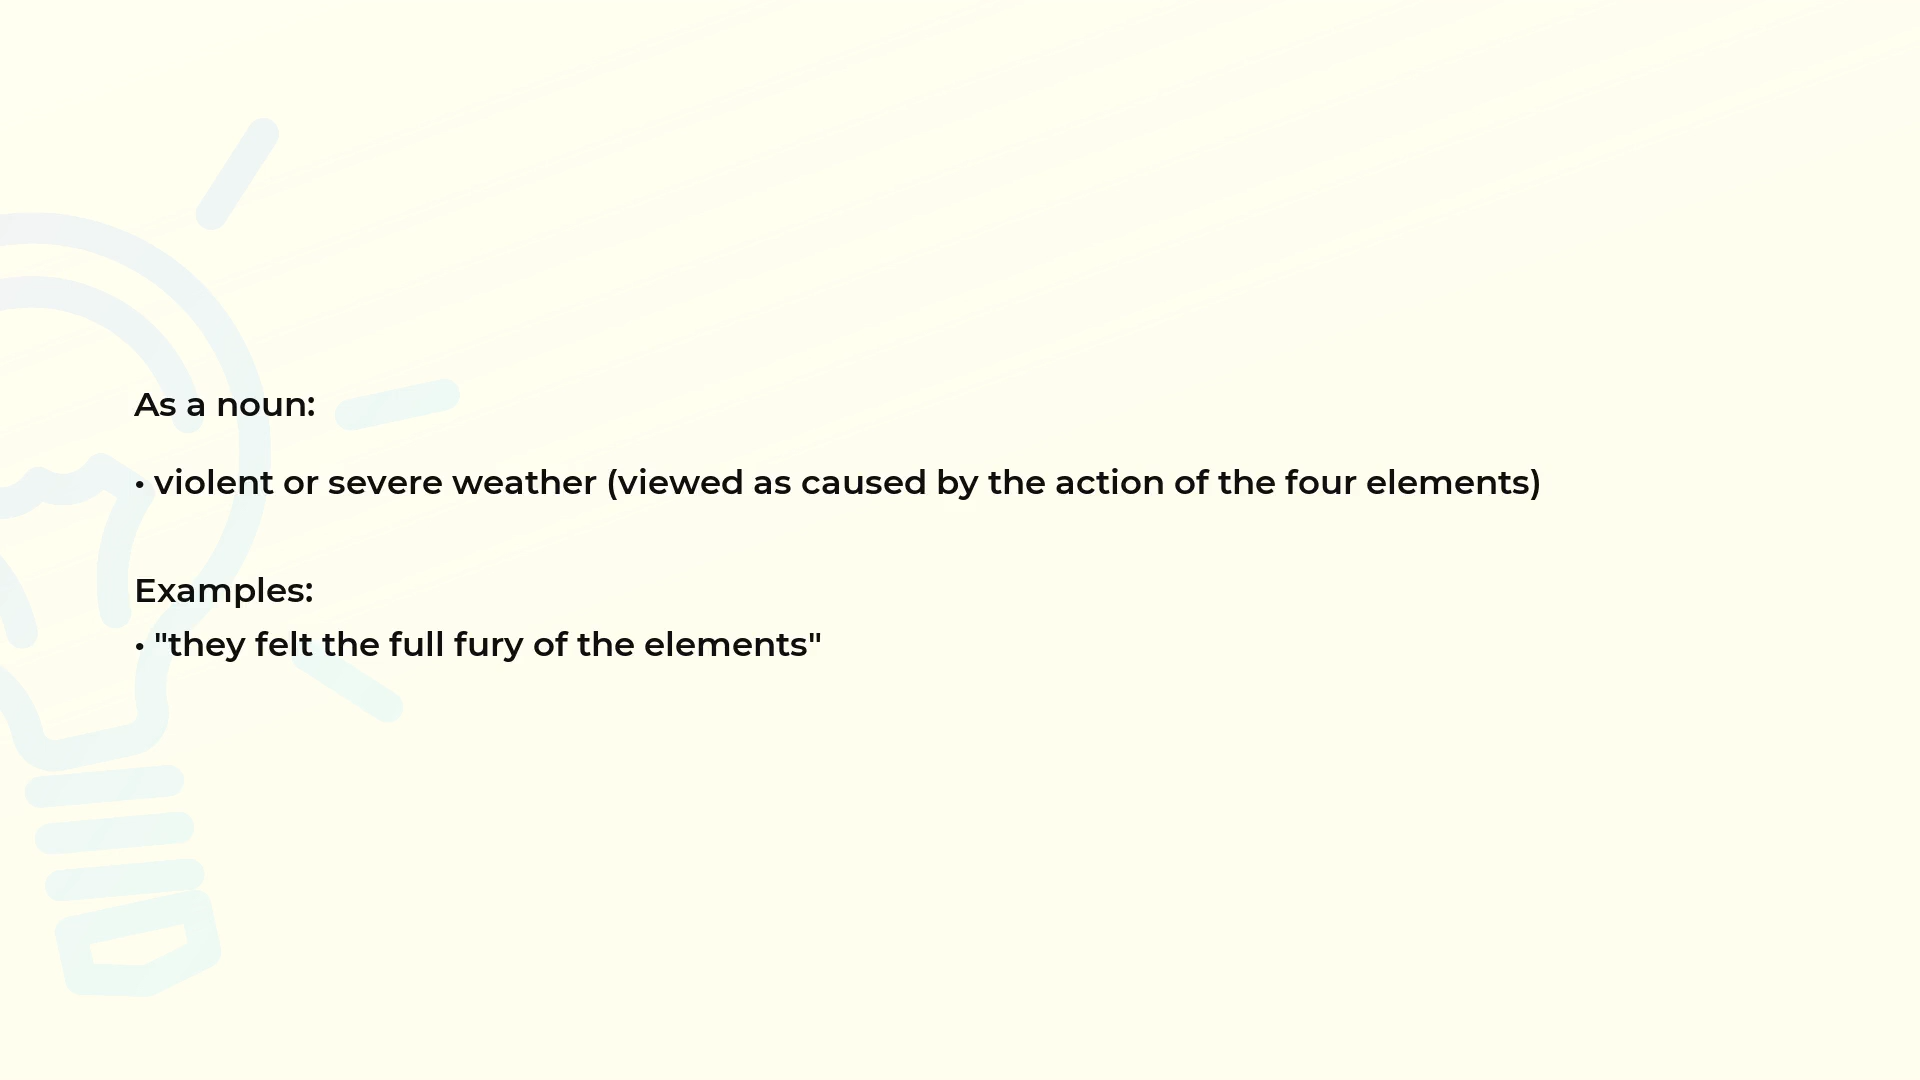 As a noun:
• violent or severe weather (viewed as caused by the action of the four elements)
Examples:
• "they felt the full fury of the elements"